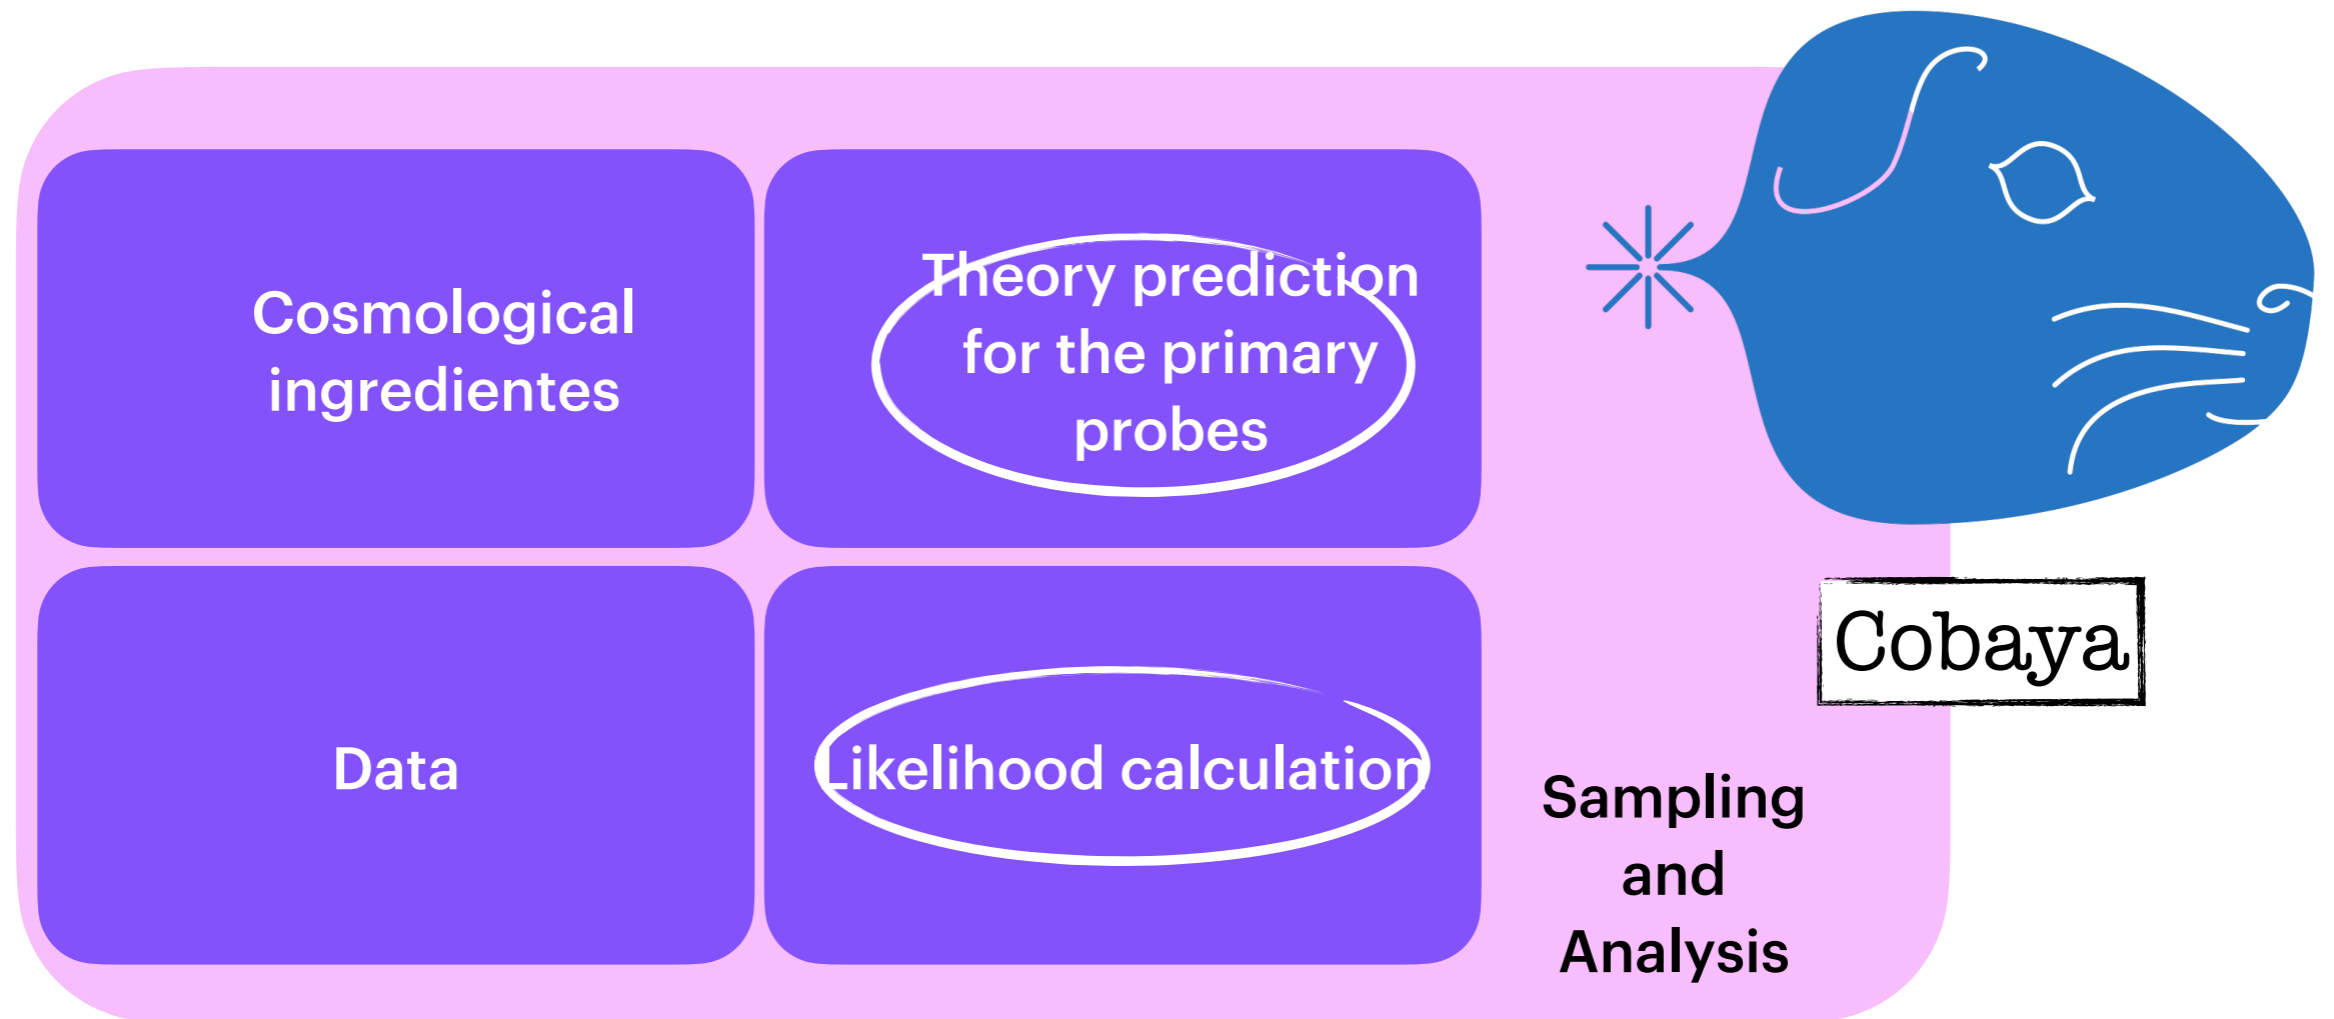 Cosmological
ingredientes
Theory prediction
for the primary
probes
Data
Likelihood calculation
Cobaya
Sampling
and
Analysis